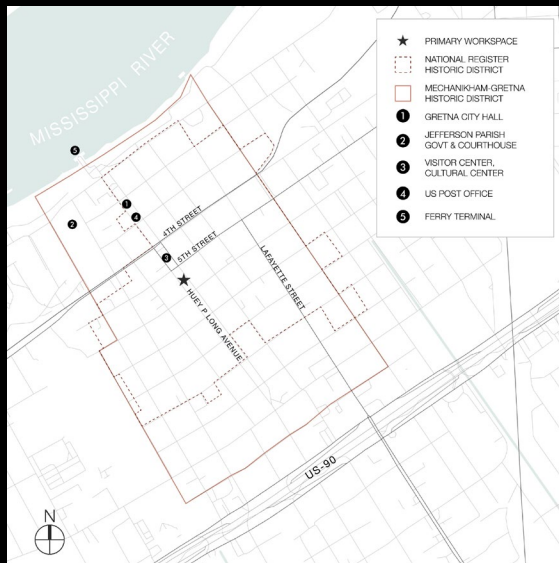 MISSISSIPPI RIVER
PRIMARY WORKSPACE
NATIONAL REGISTER
HISTORIC DISTRICT
MECHANIKHAM-GRETNA
HISTORIC DISTRICT
1 GRETNA CITY HALL
2 JEFFERSON PARISH
GOVT & COURTHOUSE
3 VISITOR CENTER,
CULTURAL CENTER
4 US POST OFFICE
5 FERRY TERMINAL
5
1
4
2
4TH STREET
5TH STREET
3
LAFAYETTE STREET
HUEY P LONG AVENUE
US-90
N